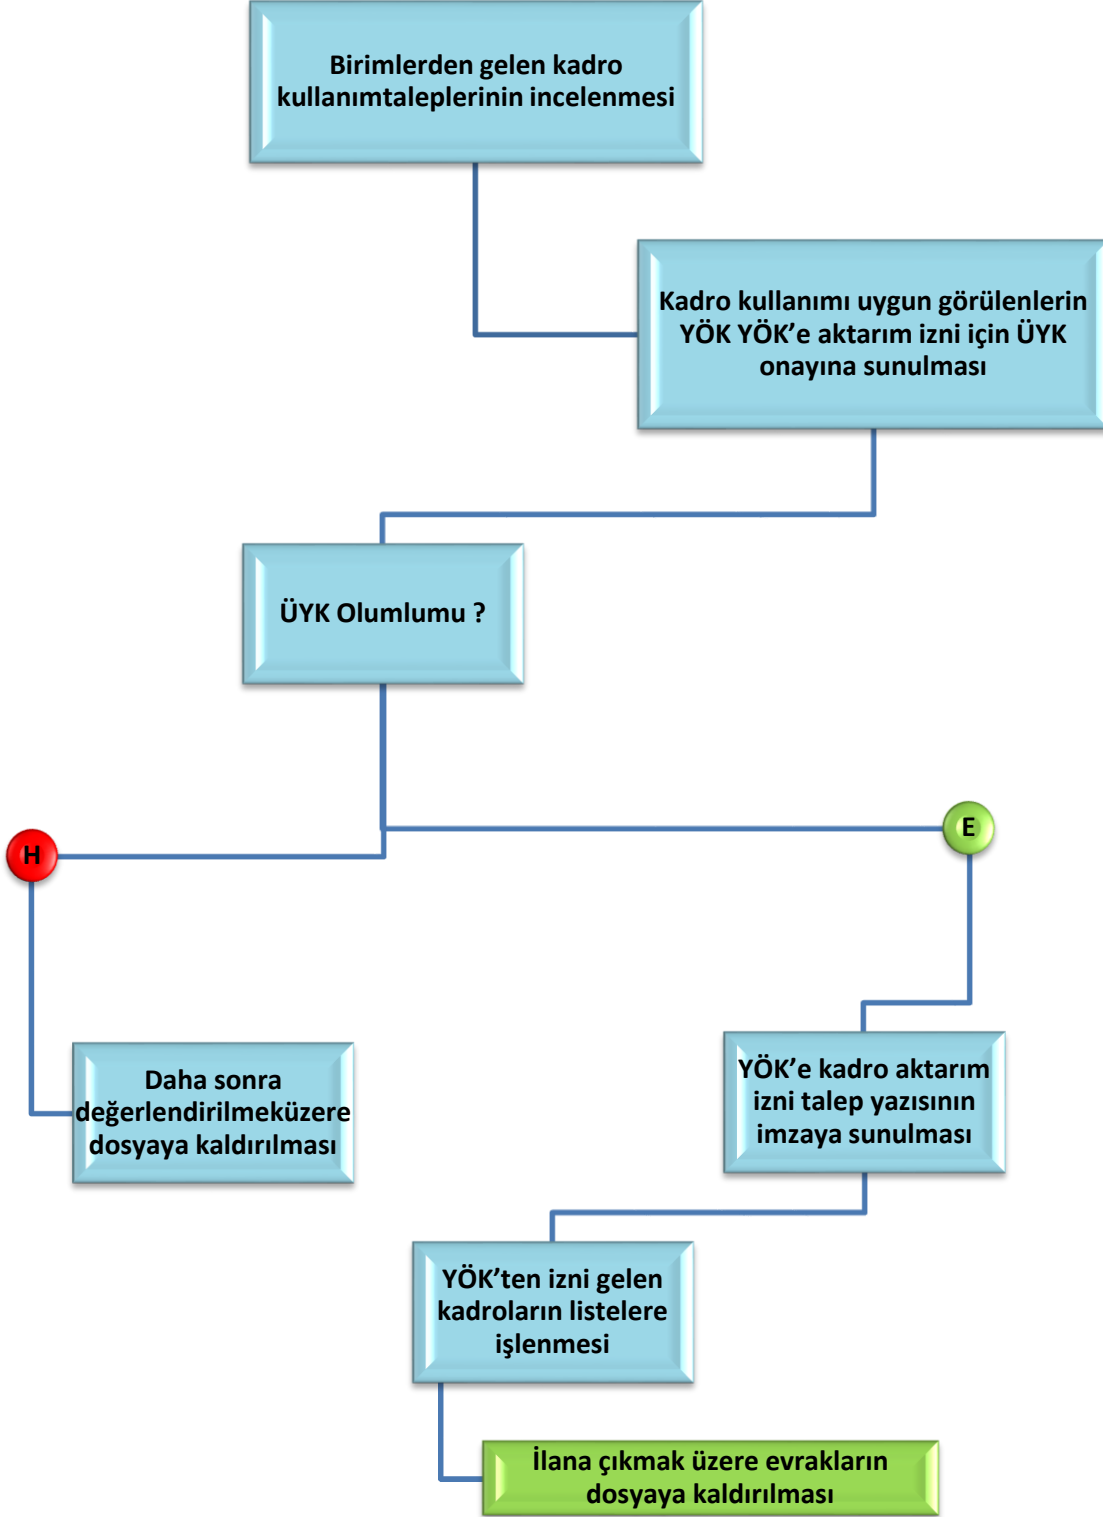 Birimlerden gelen kadro
kullanımtaleplerinin incelenmesi
Kadro kullanımı uygun görülenlerin
YÖK YÖK’e aktarım izni için ÜYK
onayına sunulması
ÜYK Olumlumu ?
H
E
Daha sonra
değerlendirilmeküzere
dosyaya kaldırılması
YÖK’e kadro aktarım
izni talep yazısının
imzaya sunulması
YÖK’ten izni gelen
kadroların listelere
işlenmesi
İlana çıkmak üzere evrakların
dosyaya kaldırılması